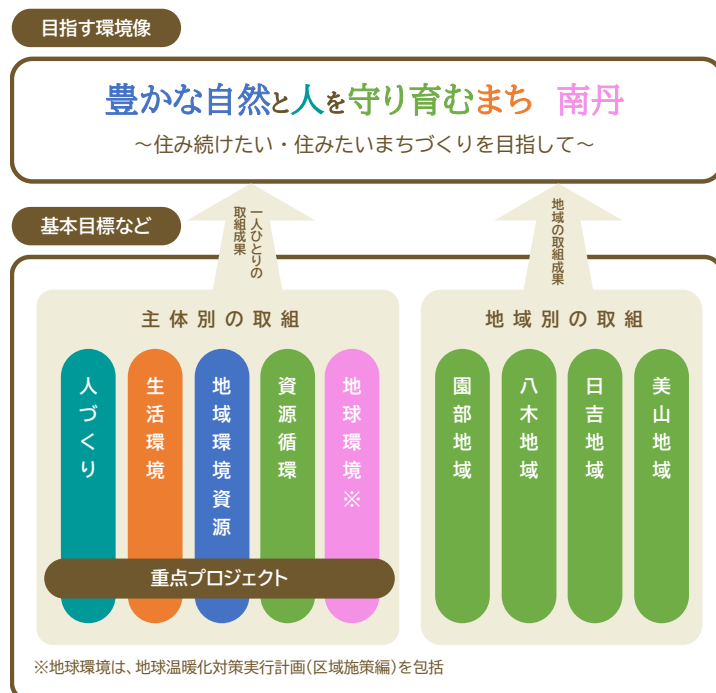 目指す環境像
豊かな自然と人を守り育むまち 南丹
～住み続けたい・住みたいまちづくりを目指して～
基本目標など
一人ひとりの
取組成果
地域の取組成果
主体別の取組
地域別の取組
人づくり
生活環境
地域環境資源
資源循環
地球環境※
重点プロジェクト
園部地域
八木地域
日吉地域
美山地域
※地球環境は、地球温暖化対策実行計画(区域施策編)を包括